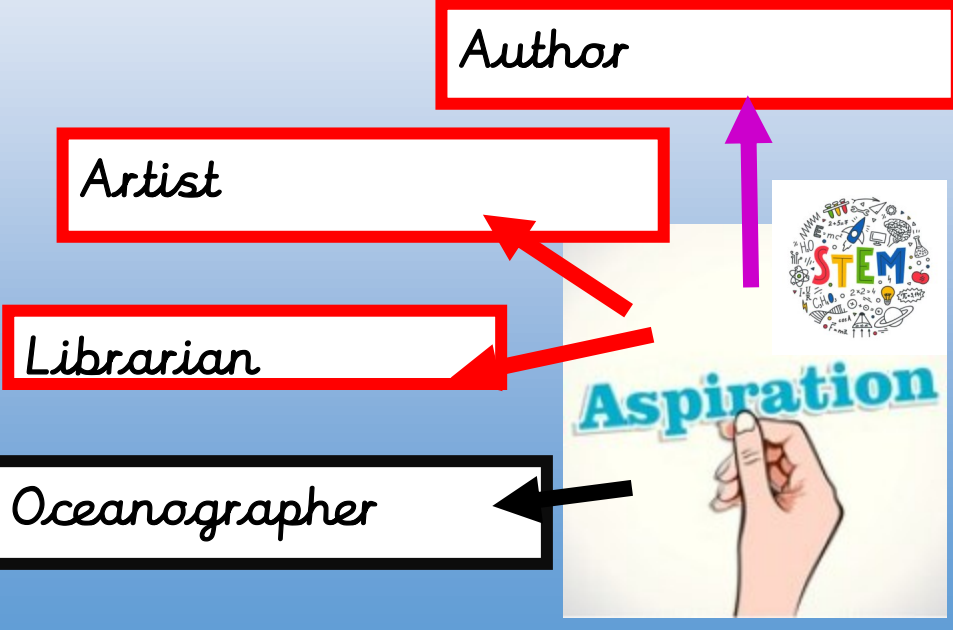 Author
Artist
STEM
Librarian
Aspiration
Oceanographer